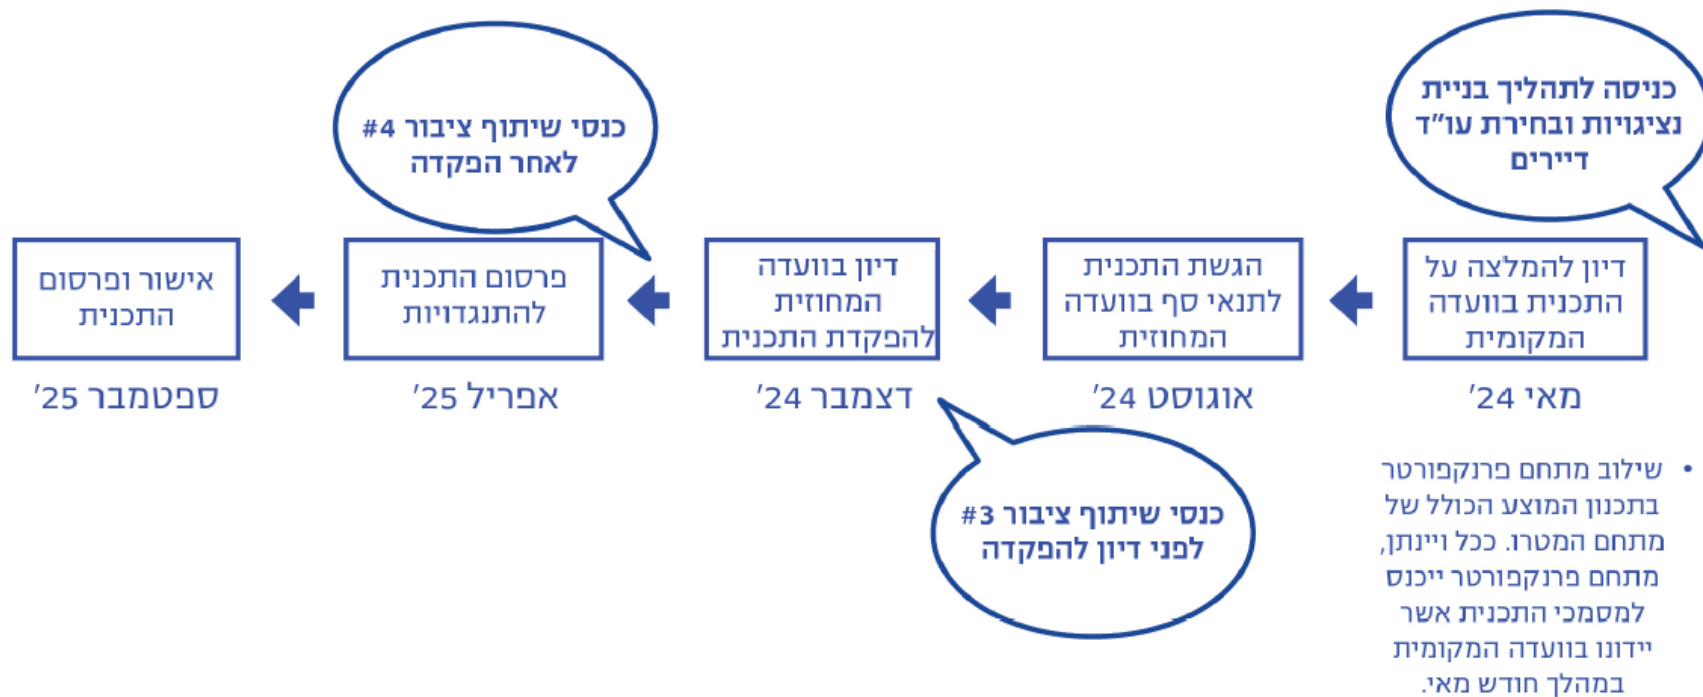 כניסה לתהליך בניית
נציגויות ובחירת עו"ד
דיירים
כנסי שיתוף ציבור 4#
לאחר הפקדה
דיון להמלצה על
התכנית בוועדה
המקומית
הגשת התכנית
לתנאי סף בוועדה
המחוזית
דיון בוועדה
המחוזית
להפקדת התכנית
פרסום התכנית
להתנגדויות
אישור ופרסום
התכנית
מאי 24'
אוגוסט 24'
דצמבר 24'
אפריל 25'
ספטמבר 25'
כנסי שיתוף ציבור 3#
לפני דיון להפקדה
• שילוב מתחם פרנקפורטר
בתכנון המוצע הכולל של
מתחם המטרו. ככל ויינתן,
מתחם פרנקפורטר ייכנס
למסמכי התכנית אשר
יידונו בוועדה המקומית
במהלך חודש מאי.